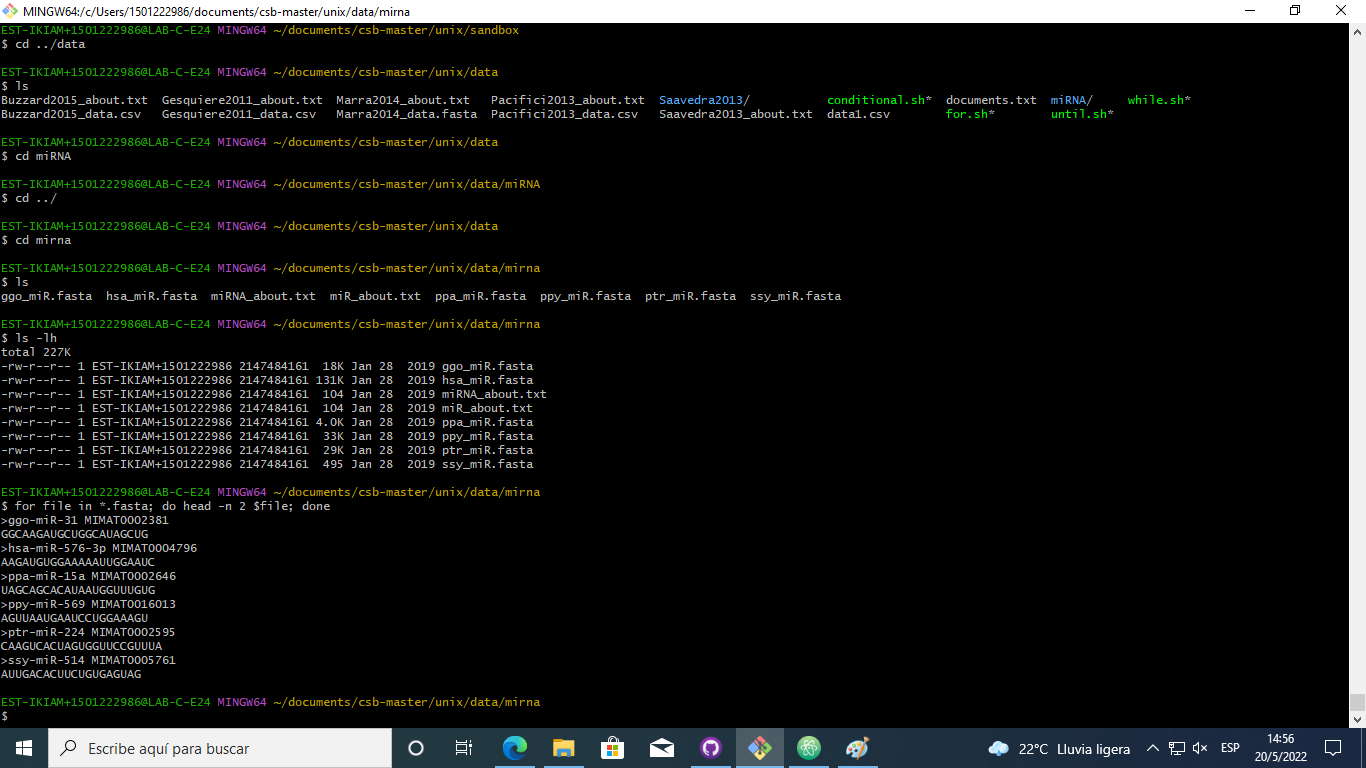 MINGW64:/c/Users/1501222986/documents/csb-master/unix/data/mirna
EST-IKIAM+1501222986@LAB-C-E24 MINGW64 ~/documents/csb-master/unix/sandbox
$ cd ../data
EST-IKIAM+1501222986@LAB-C-E24 MINGW64 ~/documents/csb-master/unix/data
$ ls
Buzzard2015_about.txt  Gesquiere2011_about.txt  Marra2014_about.txt   Pacifici2013_about.txt  Saavedra2013/           conditional.sh*  documents.txt  miRNA/     while.sh*
Buzzard2015_data.csv   Gesquiere2011_data.csv   Marra2014_data.fasta  Pacifici2013_data.csv   Saavedra2013_about.txt  data1.csv        for.sh*        until.sh*
EST-IKIAM+1501222986@LAB-C-E24 MINGW64 ~/documents/csb-master/unix/data
$ cd miRNA
EST-IKIAM+1501222986@LAB-C-E24 MINGW64 ~/documents/csb-master/unix/data/miRNA
$ cd ../
EST-IKIAM+1501222986@LAB-C-E24 MINGW64 ~/documents/csb-master/unix/data
$ cd mirna
EST-IKIAM+1501222986@LAB-C-E24 MINGW64 ~/documents/csb-master/unix/data/mirna
$ ls
ggo_miR.fasta  hsa_miR.fasta  miRNA_about.txt  miR_about.txt  ppa_miR.fasta  ppy_miR.fasta  ptr_miR.fasta  ssy_miR.fasta
EST-IKIAM+1501222986@LAB-C-E24 MINGW64 ~/documents/csb-master/unix/data/mirna
$ ls -lh
total 227K
-rw-r--r-- 1 EST-IKIAM+1501222986 2147484161  18K Jan 28  2019 ggo_miR.fasta
-rw-r--r-- 1 EST-IKIAM+1501222986 2147484161 131K Jan 28  2019 hsa_miR.fasta
-rw-r--r-- 1 EST-IKIAM+1501222986 2147484161  104 Jan 28  2019 miRNA_about.txt
-rw-r--r-- 1 EST-IKIAM+1501222986 2147484161  104 Jan 28  2019 miR_about.txt
-rw-r--r-- 1 EST-IKIAM+1501222986 2147484161 4.0K Jan 28  2019 ppa_miR.fasta
-rw-r--r-- 1 EST-IKIAM+1501222986 2147484161  33K Jan 28  2019 ppy_miR.fasta
-rw-r--r-- 1 EST-IKIAM+1501222986 2147484161  29K Jan 28  2019 ptr_miR.fasta
-rw-r--r-- 1 EST-IKIAM+1501222986 2147484161  495 Jan 28  2019 ssy_miR.fasta
EST-IKIAM+1501222986@LAB-C-E24 MINGW64 ~/documents/csb-master/unix/data/mirna
$ for file in *.fasta; do head -n 2 $file; done
>ggo-miR-31 MIMAT0002381
GGCAAGAUGCUGGCAUAGCUG
>hsa-miR-576-3p MIMAT0004796
AAGAUGUGGAAAAAUUGGAAUC
>ppa-miR-15a MIMAT0002646
UAGCAGCACAUAAUGGUUUGUG
>ppy-miR-569 MIMAT0016013
AGUUAAUGAAUCCUGGAAAGU
>ptr-miR-224 MIMAT0002595
CAAGUCACUAGUGGUUCCGUUUA
>ssy-miR-514 MIMAT0005761
AUUGACACUUCUGUGAGUAG
EST-IKIAM+1501222986@LAB-C-E24 MINGW64 ~/documents/csb-master/unix/data/mirna
$
Escribe aquí para buscar
22°C Lluvia ligera
ESP
14:56
20/5/2022